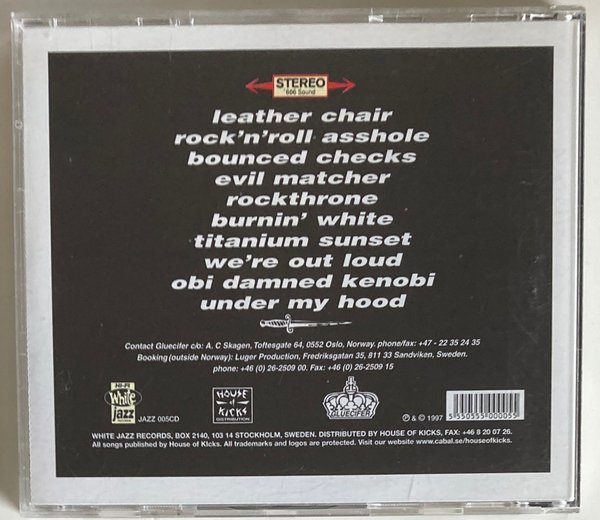 STEREO
"666 Sound
leather chair
rock'n'roll asshole
bounced checks
evil matcher
rockthrone
burnin' white
titanium sunset
we're out loud
obi damned kenobi
under my hood
Contact Gluecifer c/o: A. C Skagen, Toftesgate 64, 0552 Oslo, Norway. phone/fax: +47 - 22 35 24 35
Booking (outside Norway): Luger Production, Fredriksgatan 35, 811 33 Sandviken, Sweden.
phone: +46 (0) 26-2509 00. Fax: +46 (0) 26-2509 15
HI-FI
White
jazz
JAZZ 005CD
HOUSE
of
KICKS
DISTRIBUTION
GLUECIFER
℗ & © 1997
5 550555 000055
WHITE JAZZ RECORDS, BOX 2140, 103 14 STOCKHOLM, SWEDEN. DISTRIBUTED BY HOUSE OF KICKS, FAX: +46 8 20 07 26.
All songs published by House of KIcks. All trademarks and logos are protected. Visit our website www.cabal.se/houseofkicks.